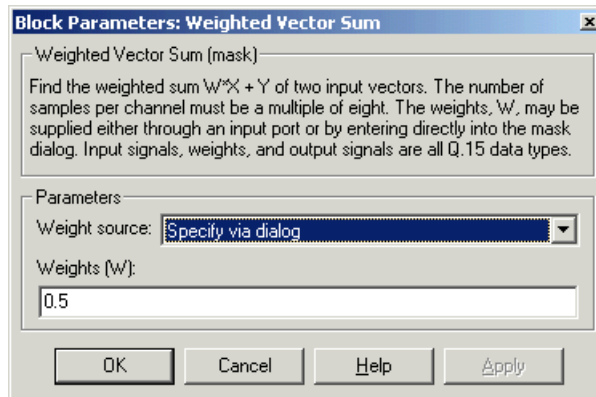 Block Parameters: Weighted Vector Sum
Weighted Vector Sum (mask)
Find the weighted sum W*X + Y of two input vectors. The number of
samples per channel must be a multiple of eight. The weights, W, may be
supplied either through an input port or by entering directly into the mask
dialog. Input signals, weights, and output signals are all Q.15 data types.
Parameters
Weight source: Specify via dialog
Weights (W):
0.5
OK Cancel Help Apply